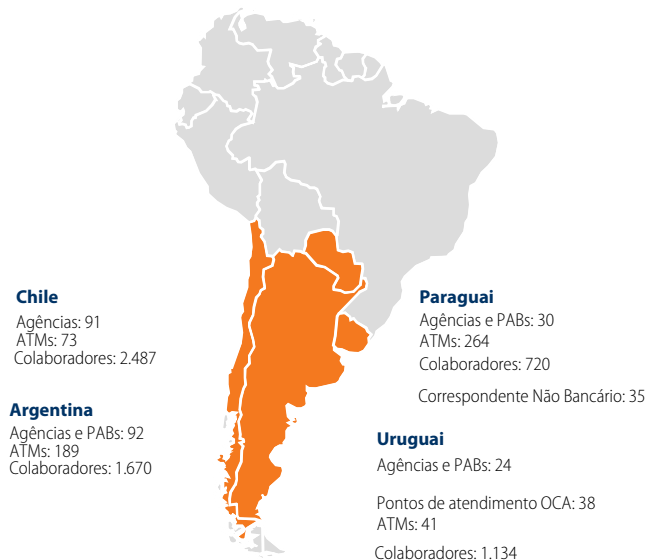 Chile
Agências: 91
ATMs: 73
Colaboradores: 2.487
Argentina
Agências e PABs: 92
ATMs: 189
Colaboradores: 1.670
Paraguai
Agências e PABs: 30
ATMs: 264
Colaboradores: 720
Correspondente Não Bancário: 35
Uruguai
Agências e PABs: 24
Pontos de atendimento OCA: 38
ATMs: 41
Colaboradores: 1.134